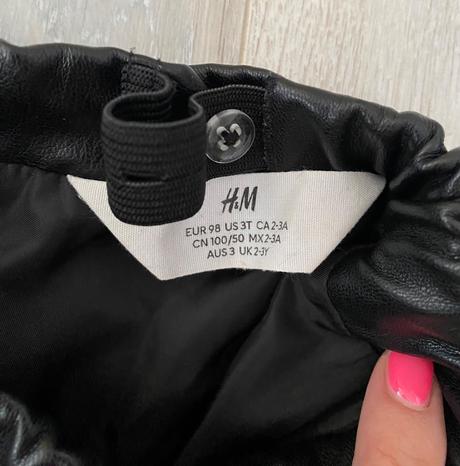 H&M
EUR 98 US 3T CA 2-3A
CN 100/50 MX 2-3A
AUS 3 UK 2-3Y